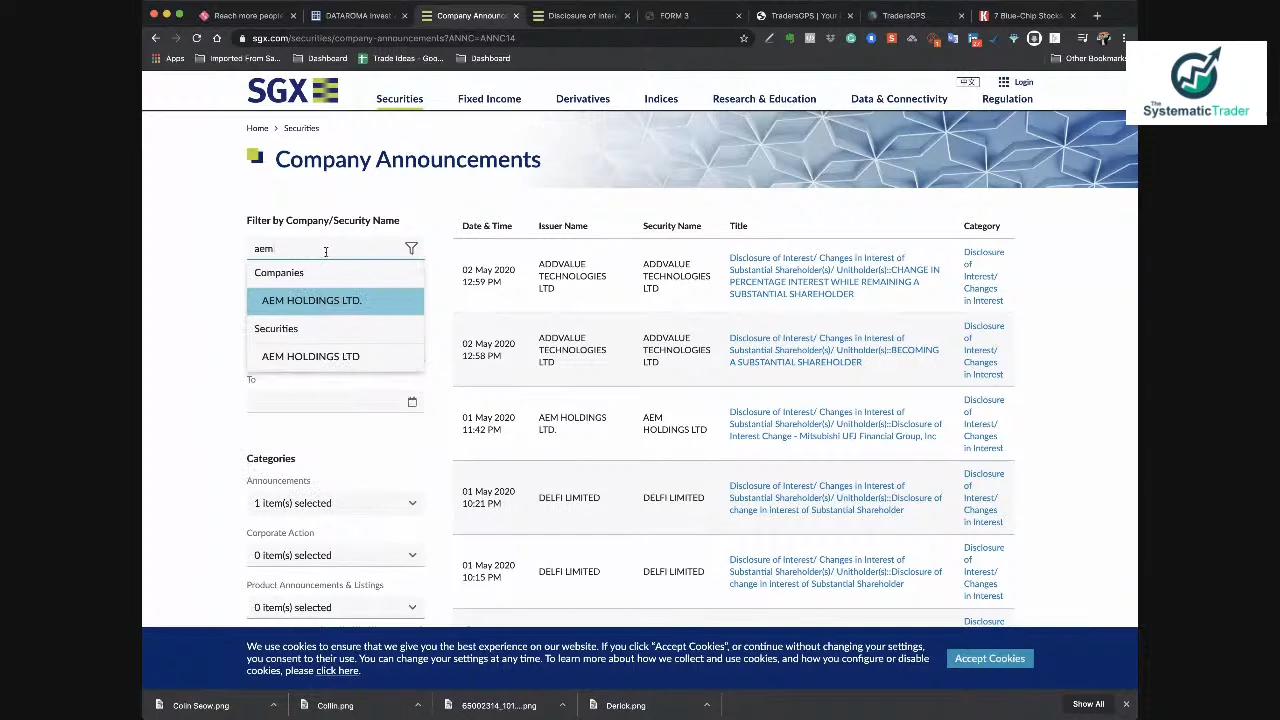 Reach more people
DATAROMA Invest
Company Announc
Disclosure of Inter
FORM 3
TradersGPS | Your
TradersGPS
7 Blue-Chip Stock
sgx.com/securities/company-announcements?ANNC=ANNC14
Apps
Imported From Sa...
Dashboard
Trade Ideas - Goo...
Dashboard
Other Bookmarks
The
SystematicTrader
SGX
中文
Login
Securities
Fixed Income
Derivatives
Indices
Research & Education
Data & Connectivity
Regulation
Home > Securities
Company Announcements
Filter by Company/Security Name
aem
Companies
AEM HOLDINGS LTD.
Securities
AEM HOLDINGS LTD
To
Categories
Announcements
1 item(s) selected
Corporate Action
0 item(s) selected
Product Announcements & Listings
0 item(s) selected
Date & Time
Issuer Name
Security Name
Title
Category
02 May 2020
12:59 PM
ADDVALUE
TECHNOLOGIES
LTD
ADDVALUE
TECHNOLOGIES
LTD
Disclosure of Interest/ Changes in Interest of
Substantial Shareholder(s)/ Unitholder(s)::CHANGE IN
PERCENTAGE INTEREST WHILE REMAINING A
SUBSTANTIAL SHAREHOLDER
Disclosure
of
Interest/
Changes
in Interest
02 May 2020
12:58 PM
ADDVALUE
TECHNOLOGIES
LTD
ADDVALUE
TECHNOLOGIES
LTD
Disclosure of Interest/ Changes in Interest of
Substantial Shareholder(s)/ Unitholder(s)::BECOMING
A SUBSTANTIAL SHAREHOLDER
Disclosure
of
Interest/
Changes
in Interest
01 May 2020
11:42 PM
AEM HOLDINGS
LTD.
AEM
HOLDINGS LTD
Disclosure of Interest/ Changes in Interest of
Substantial Shareholder(s)/ Unitholder(s)::Disclosure of
Interest Change - Mitsubishi UFJ Financial Group, Inc
Disclosure
of
Interest/
Changes
in Interest
01 May 2020
10:21 PM
DELFI LIMITED
DELFI LIMITED
Disclosure of Interest/ Changes in Interest of
Substantial Shareholder(s)/ Unitholder(s)::Disclosure of
change in interest of Substantial Shareholder
Disclosure
of
Interest/
Changes
in Interest
01 May 2020
10:15 PM
DELFI LIMITED
DELFI LIMITED
Disclosure of Interest/ Changes in Interest of
Substantial Shareholder(s)/ Unitholder(s)::Disclosure of
change in interest of Substantial Shareholder
Disclosure
of
Interest/
Changes
in Interest
Disclosure
We use cookies to ensure that we give you the best experience on our website. If you click "Accept Cookies", or continue without changing your settings,
you consent to their use. You can change your settings at any time. To learn more about how we collect and use cookies, and how you configure or disable
cookies, please click here.
Accept Cookies
Colin Seow.png
Collin.png
65002314_101....png
Derick.png
Show All